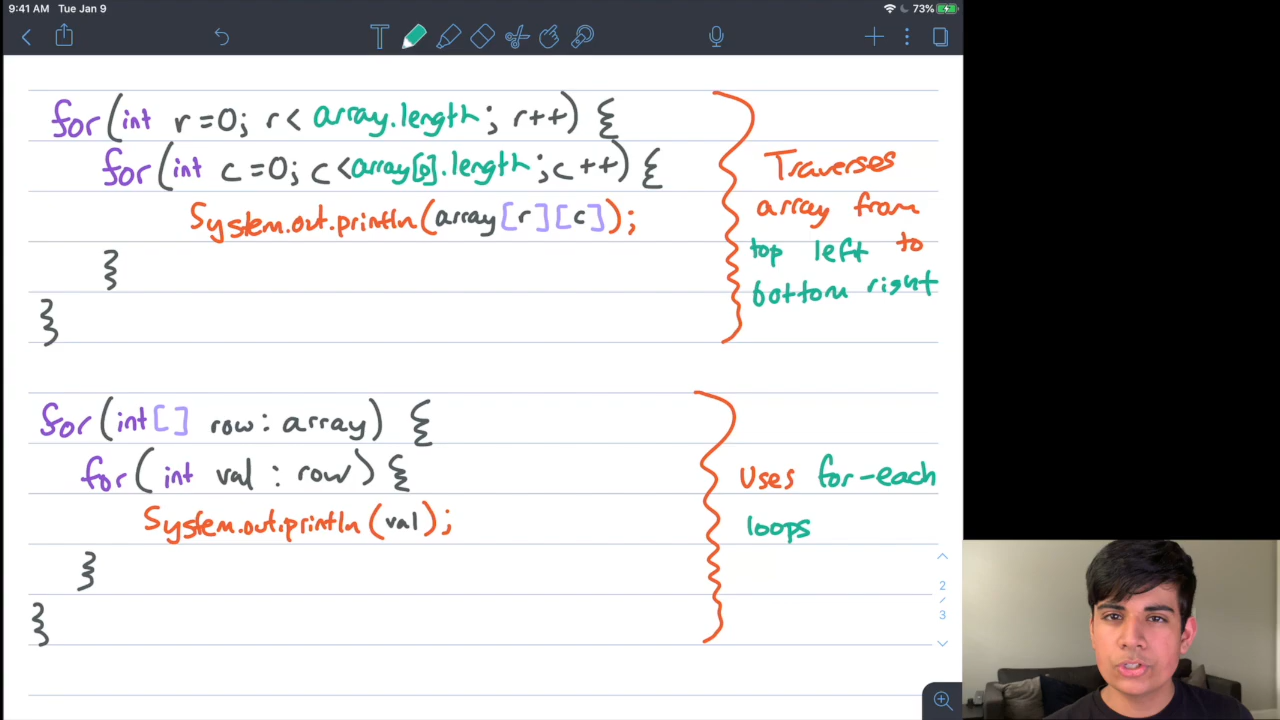 9:41 AM Tue Jan 9
73%
T
for(int r=0; r< array.length; r++) {
for(int c=0; c<array[0].length;c++) {
System.out.println(array[r][c]);
}
}
Traverses
array from
top left to
bottom right
for(int[] row: array) {
for(int val : row) {
System.out.println(val);
}
}
Uses for-each
loops
2
/
3